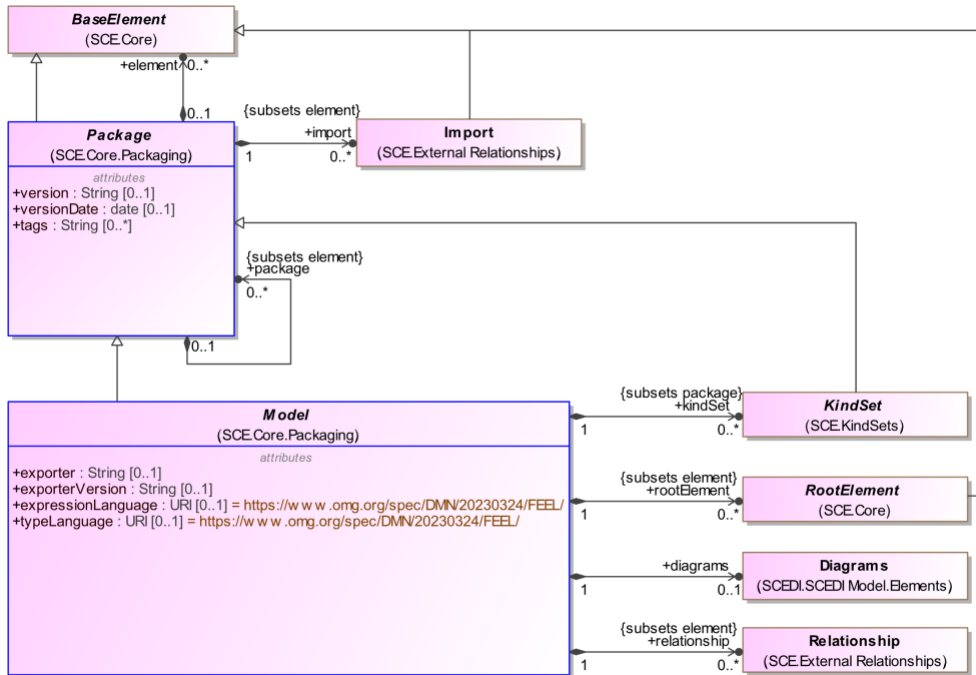 BaseElement
(SCE.Core)
+element 0..*
0..1
Package
(SCE.Core.Packaging)
attributes
+version : String [0..1]
+versionDate : date [0..1]
+tags : String [0..*]
{subsets element}
+import
1
0..*
Import
(SCE.External Relationships)
{subsets element}
+package
0..*
0..1
Model
(SCE.Core.Packaging)
attributes
+exporter : String [0..1]
+exporterVersion : String [0..1]
+expressionLanguage : URI [0..1] = https://www.omg.org/spec/DMN/20230324/FEEL/
+typeLanguage : URI [0..1] = https://www.omg.org/spec/DMN/20230324/FEEL/
{subsets package}
+kindSet
1
0..*
KindSet
(SCE.KindSets)
{subsets element}
+rootElement
1
0..*
RootElement
(SCE.Core)
+diagrams
1
0..1
Diagrams
(SCEDI.SCEDI Model.Elements)
{subsets element}
+relationship
1
0..*
Relationship
(SCE.External Relationships)